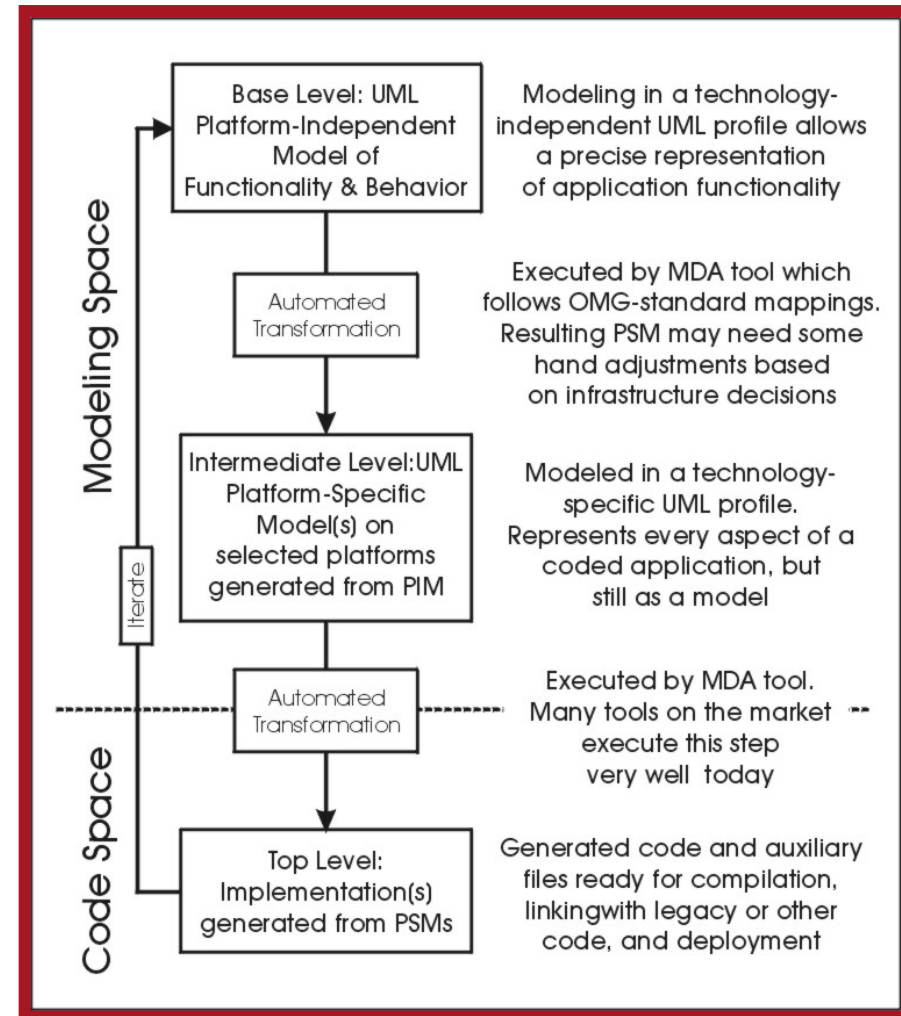 Base Level: UML
Platform-Independent
Model of
Functionality & Behavior
Modeling in a technology-
independent UML profile allows
a precise representation
of application functionality
Automated
Transformation
Executed by MDA tool which
follows OMG-standard mappings.
Resulting PSM may need some
hand adjustments based
on infrastructure decisions
Modeling Space
Intermediate Level:UML
Platform-Specific
Model(s) on
selected platforms
generated from PIM
Modeled in a technology-
specific UML profile.
Represents every aspect of a
coded application, but
still as a model
Iterate
Automated
Transformation
Executed by MDA tool.
Many tools on the market
execute this step
very well today
Code Space
Top Level:
Implementation(s)
generated from PSMs
Generated code and auxiliary
files ready for compilation,
linkingwith legacy or other
code, and deployment